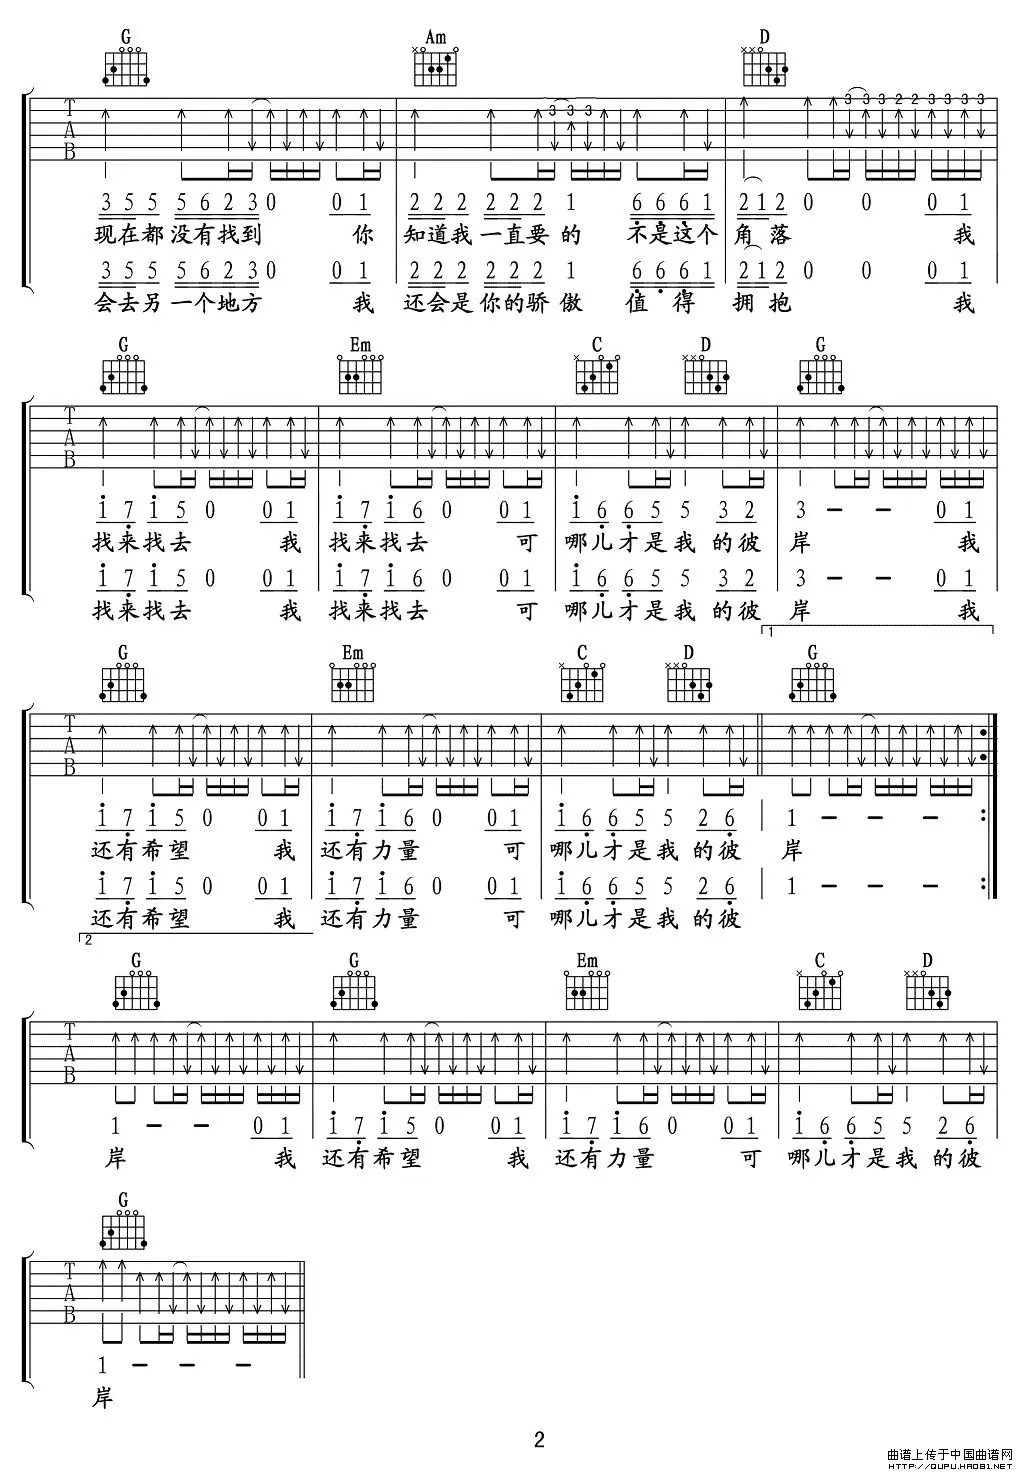 G Am D
3 3 3 3 3 3 2 2 3 3 3 3
T A B
3 5 5 5 6 2 3 0 0 1 2 2 2 2 2 2 1 6 6 6 1 2 1 2 0 0 0 1
现在都没有找到 你 知道我一直要的 不是这个 角落 我
3 5 5 5 6 2 3 0 0 1 2 2 2 2 2 2 1 6 6 6 1 2 1 2 0 0 0 1
会去另一个地方 我 还会是你的骄傲 值得 拥抱 我
G Em C D G
T A B
1 7 1 5 0 0 1 1 7 1 6 0 0 1 1 6 6 5 5 3 2 3 – – 0 1
找来找去 我 找来找去 可 哪儿才是我的彼 岸 我
1 7 1 5 0 0 1 1 7 1 6 0 0 1 1 6 6 5 5 3 2 3 – – 0 1
找来找去 我 找来找去 可 哪儿才是我的彼 岸 我
1
G Em C D G
T A B
1 7 1 5 0 0 1 1 7 1 6 0 0 1 1 6 6 5 5 2 6 1 – – – :
还有希望 我 还有力量 可 哪儿才是我的彼 岸
1 7 1 5 0 0 1 1 7 1 6 0 0 1 1 6 6 5 5 2 6 1 – – – :
还有希望 我 还有力量 可 哪儿才是我的彼
2
G G Em C D
T A B
1 – – 0 1 1 7 1 5 0 0 1 1 7 1 6 0 0 1 1 6 6 5 5 2 6
岸 我 还有希望 我 还有力量 可 哪儿才是我的彼
G
T A B
1 – – –
岸
2
曲谱上传于中国曲谱网
HTTP://QUPU.HAO81.NET